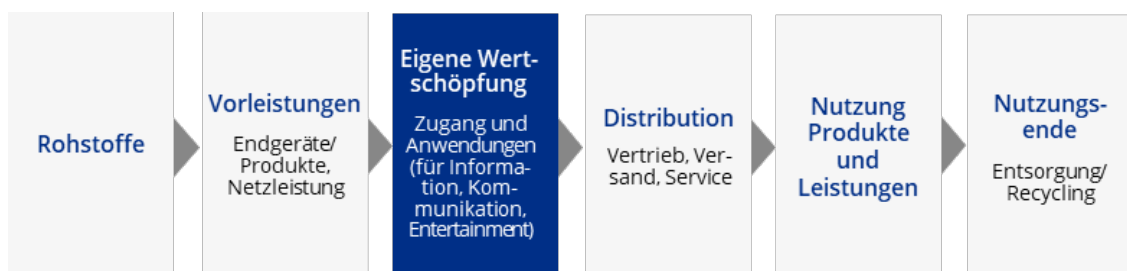 Rohstoffe
Vorleistungen
Endgeräte/
Produkte,
Netzleistung
Eigene Wert-
schöpfung
Zugang und
Anwendungen
(für Informa-
tion, Kom-
munikation,
Entertainment)
Distribution
Vertrieb, Ver-
sand, Service
Nutzung
Produkte
und
Leistungen
Nutzungs-
ende
Entsorgung/
Recycling